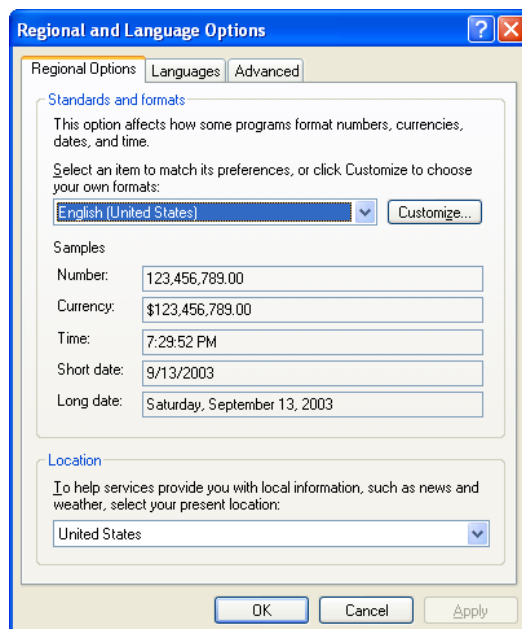 Regional and Language Options
Regional Options Languages Advanced
Standards and formats
This option affects how some programs format numbers, currencies,
dates, and time.
Select an item to match its preferences, or click Customize to choose
your own formats:
English (United States) Customize...
Samples
Number: 123,456,789.00
Currency: $123,456,789.00
Time: 7:29:52 PM
Short date: 9/13/2003
Long date: Saturday, September 13, 2003
Location
To help services provide you with local information, such as news and
weather, select your present location:
United States
OK Cancel Apply